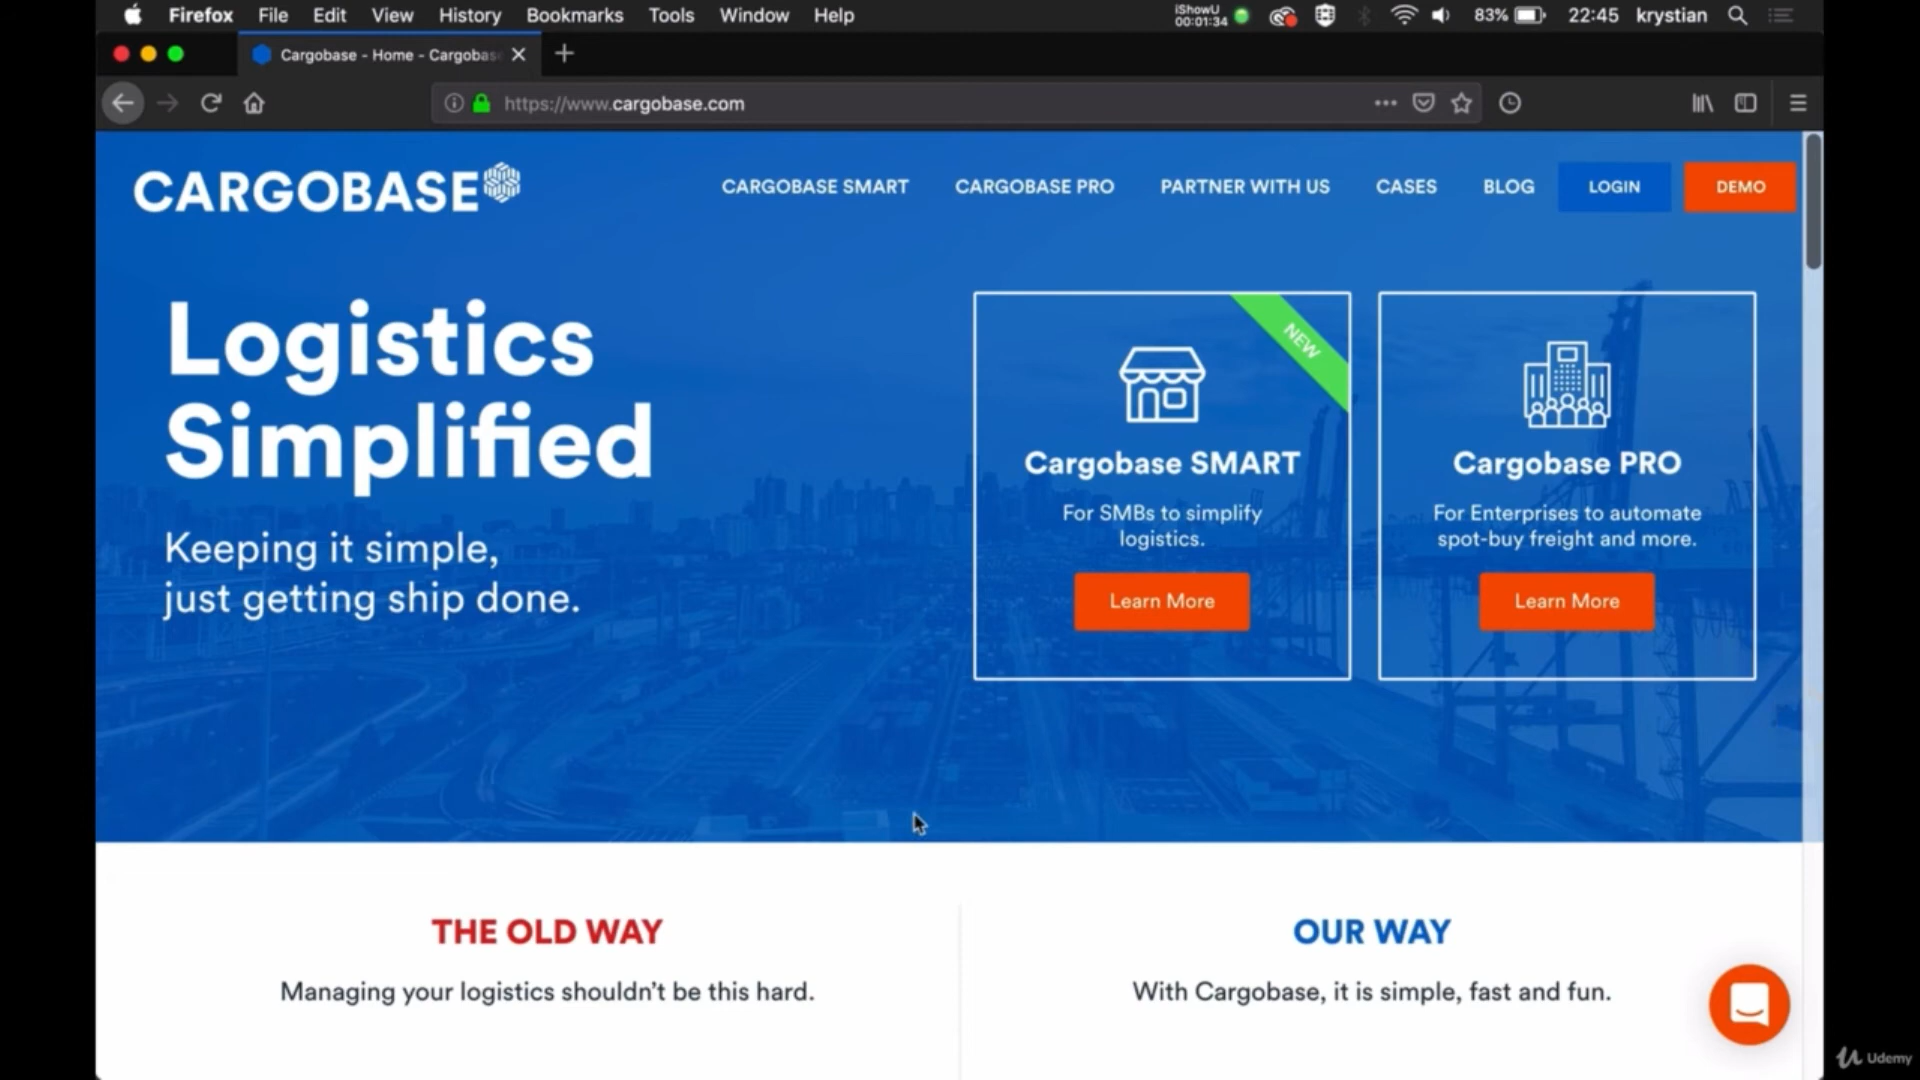 Firefox File Edit View History Bookmarks Tools Window Help
iShowU
00:01:34
83% 22:45 krystian
Cargobase - Home - Cargobas
https://www.cargobase.com
CARGOBASE
CARGOBASE SMART CARGOBASE PRO PARTNER WITH US CASES BLOG LOGIN DEMO
Logistics
Simplified
Keeping it simple,
just getting ship done.
NEW
Cargobase SMART
For SMBs to simplify
logistics.
Learn More
Cargobase PRO
For Enterprises to automate
spot-buy freight and more.
Learn More
THE OLD WAY
Managing your logistics shouldn't be this hard.
OUR WAY
With Cargobase, it is simple, fast and fun.
Udemy